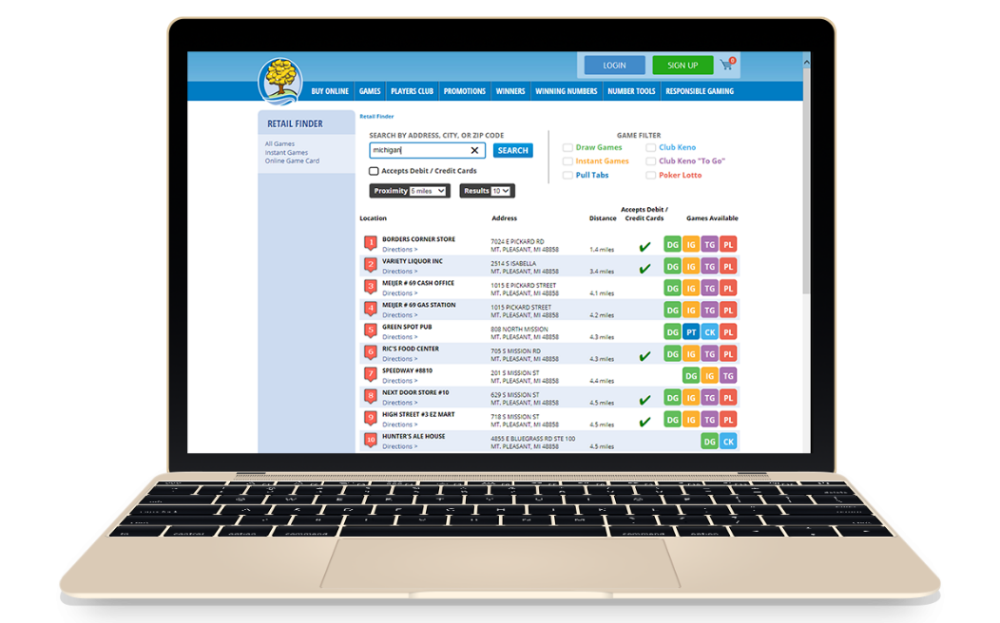 LOGIN
SIGN UP
0
BUY ONLINE GAMES PLAYERS CLUB PROMOTIONS WINNERS WINNING NUMBERS NUMBER TOOLS RESPONSIBLE GAMING
RETAIL FINDER
All Games
Instant Games
Online Game Card
Retail Finder
SEARCH BY ADDRESS, CITY, OR ZIP CODE
michigan
SEARCH
Accepts Debit / Credit Cards
Proximity 5 miles
Results 10
GAME FILTER
Draw Games
Club Keno
Instant Games
Club Keno "To Go"
Pull Tabs
Poker Lotto
Location Address Distance Accepts Debit / Credit Cards Games Available
1 BORDERS CORNER STORE 7024 E PICKARD RD
Directions > MT. PLEASANT, MI 48858 1.4 miles ✔ DG IG TG PL
2 VARIETY LIQUOR INC 2514 S ISABELLA
Directions > MT. PLEASANT, MI 48858 3.4 miles ✔ DG IG TG PL
3 MEIJER # 69 CASH OFFICE 1015 E PICKARD STREET
Directions > MT. PLEASANT, MI 48858 4.1 miles DG IG TG PL
4 MEIJER # 69 GAS STATION 1015 PICKARD STREET
Directions > MT. PLEASANT, MI 48858 4.2 miles DG IG TG PL
5 GREEN SPOT PUB 808 NORTH MISSION
Directions > MT. PLEASANT, MI 48858 4.3 miles DG PT CK PL
6 RIC'S FOOD CENTER 705 S MISSION RD
Directions > MT. PLEASANT, MI 48858 4.3 miles ✔ DG IG TG PL
7 SPEEDWAY #8810 201 S MISSION ST
Directions > MT. PLEASANT, MI 48858 4.4 miles DG IG TG
8 NEXT DOOR STORE #10 629 S MISSION ST
Directions > MT. PLEASANT, MI 48858 4.5 miles ✔ DG IG TG PL
9 HIGH STREET #3 EZ MART 718 S MISSION ST
Directions > MT. PLEASANT, MI 48858 4.5 miles ✔ DG IG TG PL
10 HUNTER'S ALE HOUSE 4855 E BLUEGRASS RD STE 100
Directions > MT. PLEASANT, MI 48858 4.5 miles DG CK
control option command command option